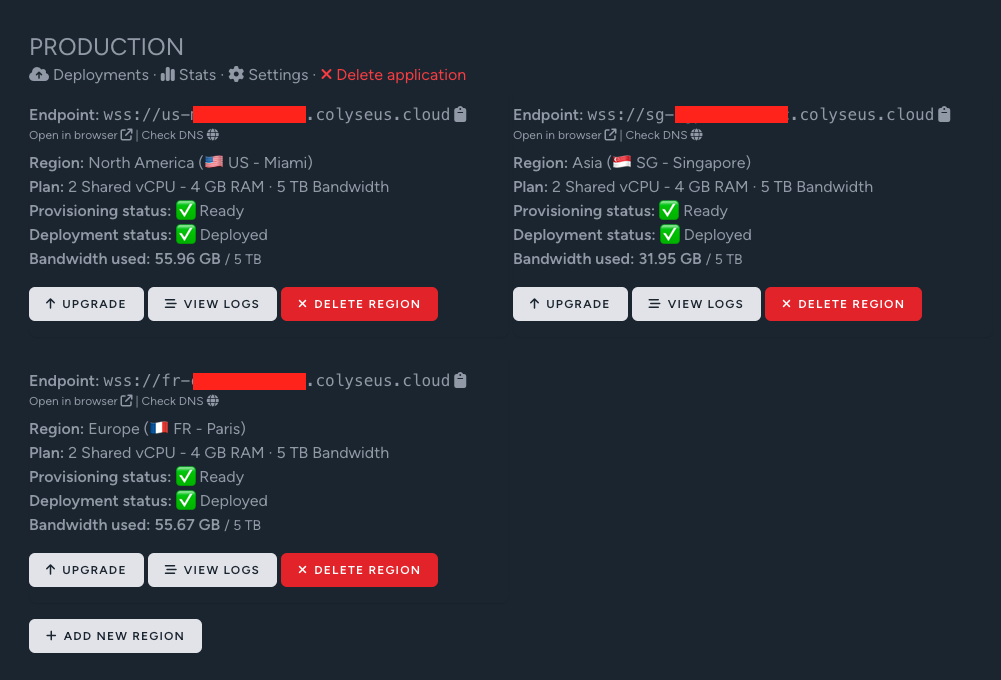 PRODUCTION
Deployments · Stats · Settings · Delete application
Endpoint: wss://us- .colyseus.cloud
Open in browser | Check DNS
Region: North America (🇺🇸 US - Miami)
Plan: 2 Shared vCPU - 4 GB RAM · 5 TB Bandwidth
Provisioning status: ✅ Ready
Deployment status: ✅ Deployed
Bandwidth used: 55.96 GB / 5 TB
UPGRADE
VIEW LOGS
DELETE REGION
Endpoint: wss://sg- .colyseus.cloud
Open in browser | Check DNS
Region: Asia (🇸🇬 SG - Singapore)
Plan: 2 Shared vCPU - 4 GB RAM · 5 TB Bandwidth
Provisioning status: ✅ Ready
Deployment status: ✅ Deployed
Bandwidth used: 31.95 GB / 5 TB
UPGRADE
VIEW LOGS
DELETE REGION
Endpoint: wss://fr- .colyseus.cloud
Open in browser | Check DNS
Region: Europe (🇫🇷 FR - Paris)
Plan: 2 Shared vCPU - 4 GB RAM · 5 TB Bandwidth
Provisioning status: ✅ Ready
Deployment status: ✅ Deployed
Bandwidth used: 55.67 GB / 5 TB
UPGRADE
VIEW LOGS
DELETE REGION
ADD NEW REGION